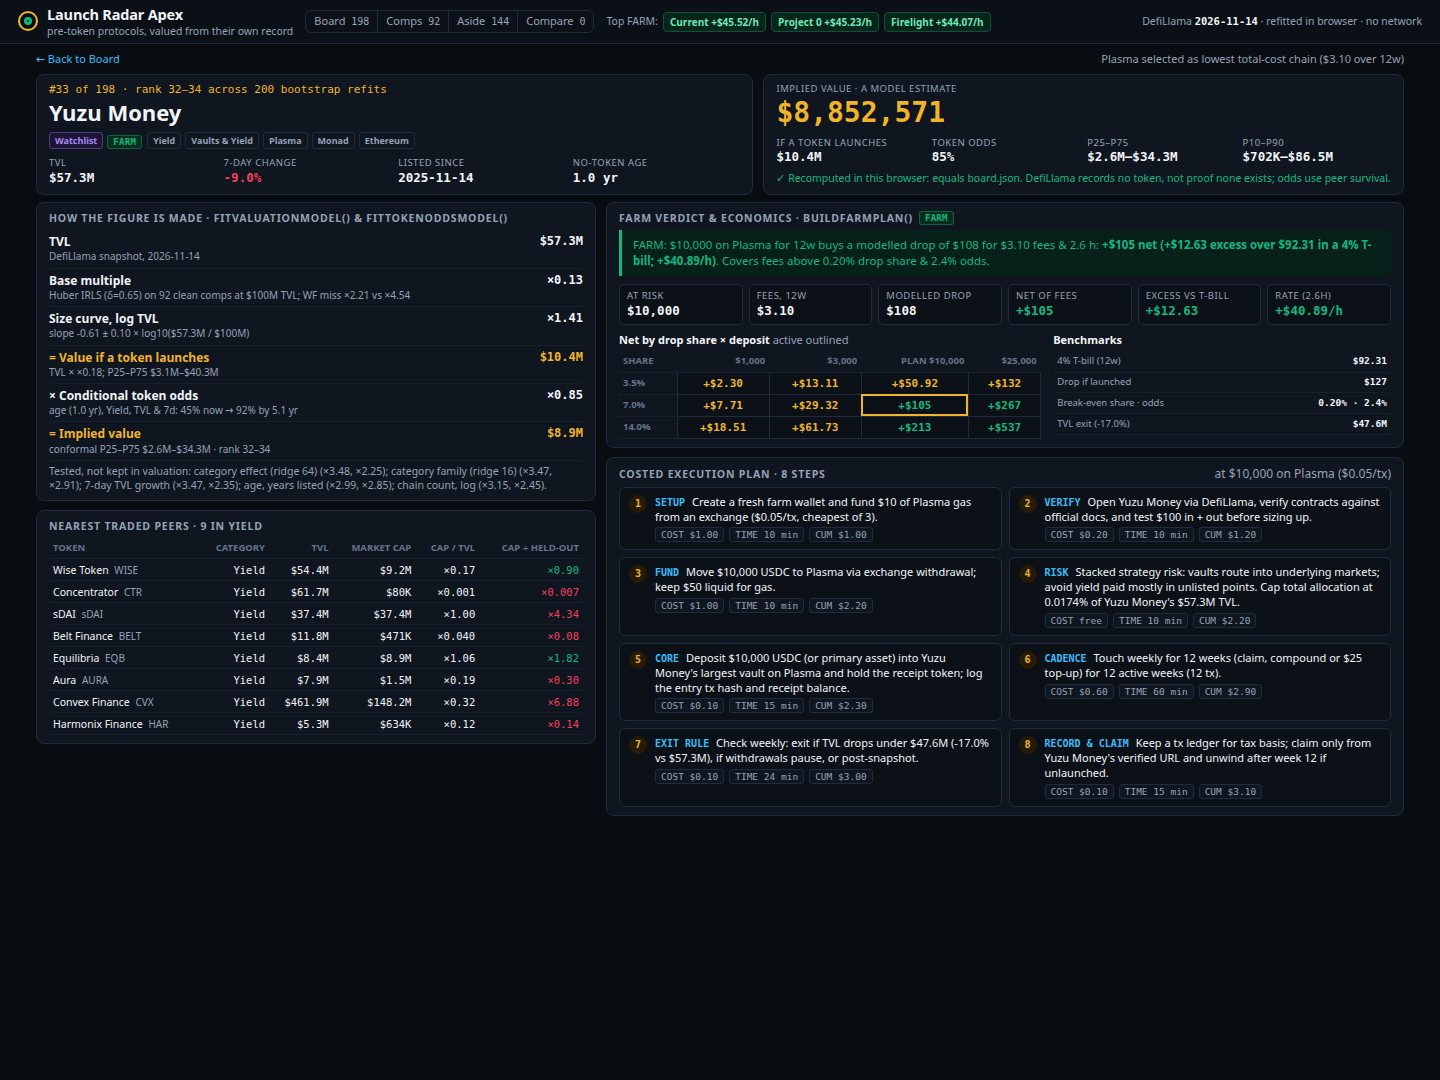 Launch Radar Apex
pre-token protocols, valued from their own record
Board 198 Comps 92 Aside 144 Compare 0
Top FARM: Current +$45.52/h Project 0 +$45.23/h Firelight +$44.07/h
DefiLlama 2026-11-14 · refitted in browser · no network
← Back to Board
Plasma selected as lowest total-cost chain ($3.10 over 12w)
#33 of 198 · rank 32–34 across 200 bootstrap refits
Yuzu Money
Watchlist FARM Yield Vaults & Yield Plasma Monad Ethereum
TVL 7-DAY CHANGE LISTED SINCE NO-TOKEN AGE
$57.3M -9.0% 2025-11-14 1.0 yr
IMPLIED VALUE · A MODEL ESTIMATE
$8,852,571
IF A TOKEN LAUNCHES TOKEN ODDS P25–P75 P10–P90
$10.4M 85% $2.6M–$34.3M $702K–$86.5M
✓ Recomputed in this browser: equals board.json. DefiLlama records no token, not proof none exists; odds use peer survival.
HOW THE FIGURE IS MADE · FITVALUATIONMODEL() & FITTOKENODDSMODEL()
TVL $57.3M
DefiLlama snapshot, 2026-11-14
Base multiple ×0.13
Huber IRLS (δ=0.65) on 92 clean comps at $100M TVL; WF miss ×2.21 vs ×4.54
Size curve, log TVL ×1.41
slope -0.61 ± 0.10 × log10($57.3M / $100M)
= Value if a token launches $10.4M
TVL × ×0.18; P25–P75 $3.1M–$40.3M
× Conditional token odds ×0.85
age (1.0 yr), Yield, TVL & 7d: 45% now → 92% by 5.1 yr
= Implied value $8.9M
conformal P25–P75 $2.6M–$34.3M · rank 32–34
Tested, not kept in valuation: category effect (ridge 64) (×3.48, ×2.25); category family (ridge 16) (×3.47,
×2.91); 7-day TVL growth (×3.47, ×2.35); age, years listed (×2.99, ×2.85); chain count, log (×3.15, ×2.45).
NEAREST TRADED PEERS · 9 IN YIELD
TOKEN CATEGORY TVL MARKET CAP CAP / TVL CAP ÷ HELD-OUT
Wise Token WISE Yield $54.4M $9.2M ×0.17 ×0.90
Concentrator CTR Yield $61.7M $80K ×0.001 ×0.007
sDAI sDAI Yield $37.4M $37.4M ×1.00 ×4.34
Belt Finance BELT Yield $11.8M $471K ×0.040 ×0.08
Equilibria EQB Yield $8.4M $8.9M ×1.06 ×1.82
Aura AURA Yield $7.9M $1.5M ×0.19 ×0.30
Convex Finance CVX Yield $461.9M $148.2M ×0.32 ×6.88
Harmonix Finance HAR Yield $5.3M $634K ×0.12 ×0.14
FARM VERDICT & ECONOMICS · BUILDFARMPLAN() FARM
FARM: $10,000 on Plasma for 12w buys a modelled drop of $108 for $3.10 fees & 2.6 h: +$105 net (+$12.63 excess over $92.31 in a 4% T-
bill; +$40.89/h). Covers fees above 0.20% drop share & 2.4% odds.
AT RISK FEES, 12W MODELLED DROP NET OF FEES EXCESS VS T-BILL RATE (2.6H)
$10,000 $3.10 $108 +$105 +$12.63 +$40.89/h
Net by drop share × deposit active outlined
SHARE $1,000 $3,000 PLAN $10,000 $25,000
3.5% +$2.30 +$13.11 +$50.92 +$132
7.0% +$7.71 +$29.32 +$105 +$267
14.0% +$18.51 +$61.73 +$213 +$537
Benchmarks
4% T-bill (12w) $92.31
Drop if launched $127
Break-even share · odds 0.20% · 2.4%
TVL exit (-17.0%) $47.6M
COSTED EXECUTION PLAN · 8 STEPS
at $10,000 on Plasma ($0.05/tx)
1 SETUP Create a fresh farm wallet and fund $10 of Plasma gas
from an exchange ($0.05/tx, cheapest of 3).
COST $1.00 TIME 10 min CUM $1.00
2 VERIFY Open Yuzu Money via DefiLlama, verify contracts against
official docs, and test $100 in + out before sizing up.
COST $0.20 TIME 10 min CUM $1.20
3 FUND Move $10,000 USDC to Plasma via exchange withdrawal;
keep $50 liquid for gas.
COST $1.00 TIME 10 min CUM $2.20
4 RISK Stacked strategy risk: vaults route into underlying markets;
avoid yield paid mostly in unlisted points. Cap total allocation at
0.0174% of Yuzu Money's $57.3M TVL.
COST free TIME 10 min CUM $2.20
5 CORE Deposit $10,000 USDC (or primary asset) into Yuzu
Money's largest vault on Plasma and hold the receipt token; log
the entry tx hash and receipt balance.
COST $0.10 TIME 15 min CUM $2.30
6 CADENCE Touch weekly for 12 weeks (claim, compound or $25
top-up) for 12 active weeks (12 tx).
COST $0.60 TIME 60 min CUM $2.90
7 EXIT RULE Check weekly: exit if TVL drops under $47.6M (-17.0%
vs $57.3M), if withdrawals pause, or post-snapshot.
COST $0.10 TIME 24 min CUM $3.00
8 RECORD & CLAIM Keep a tx ledger for tax basis; claim only from
Yuzu Money's verified URL and unwind after week 12 if
unlaunched.
COST $0.10 TIME 15 min CUM $3.10